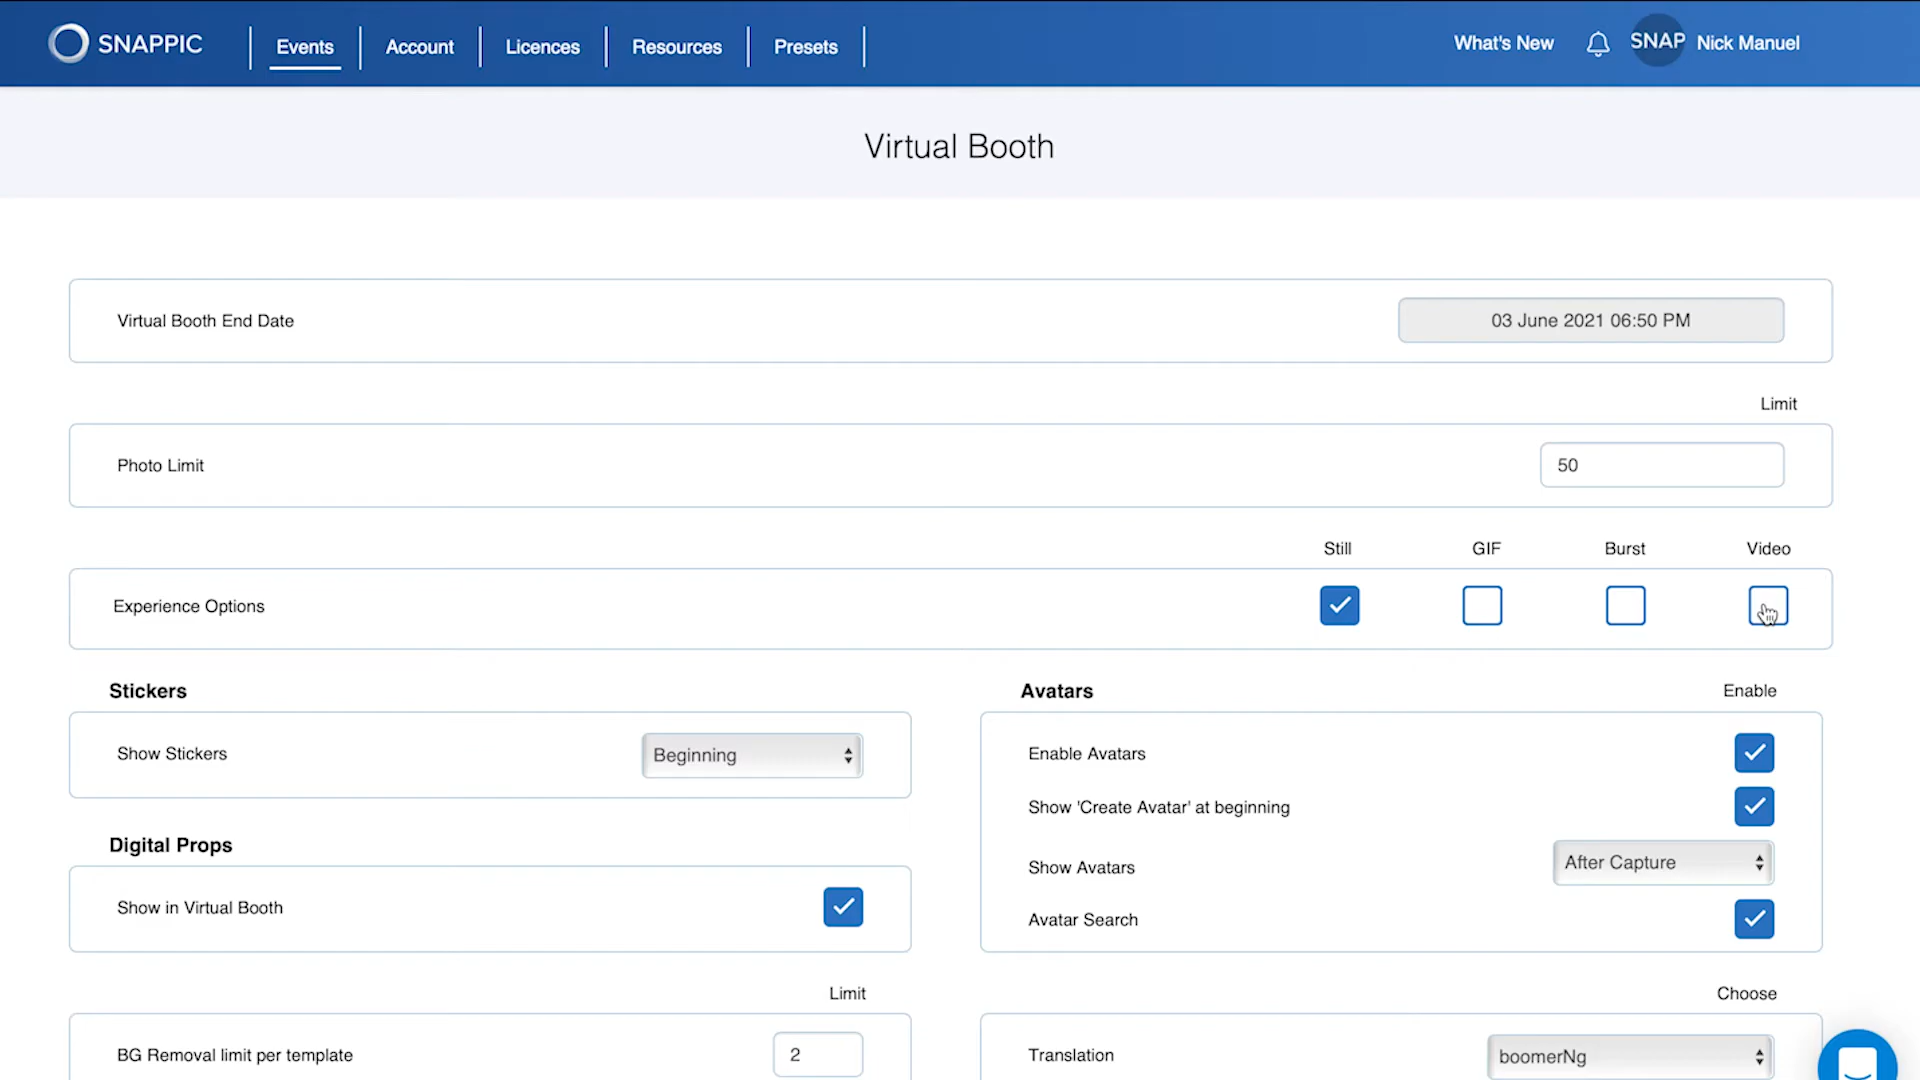 SNAPPIC
Events
Account
Licences
Resources
Presets
What's New
SNAP
Nick Manuel
Virtual Booth
Virtual Booth End Date
03 June 2021 06:50 PM
Limit
Photo Limit
50
Still
GIF
Burst
Video
Experience Options
Stickers
Show Stickers
Beginning
Digital Props
Show in Virtual Booth
Avatars
Enable
Enable Avatars
Show 'Create Avatar' at beginning
Show Avatars
After Capture
Avatar Search
Limit
BG Removal limit per template
2
Choose
Translation
boomerNg